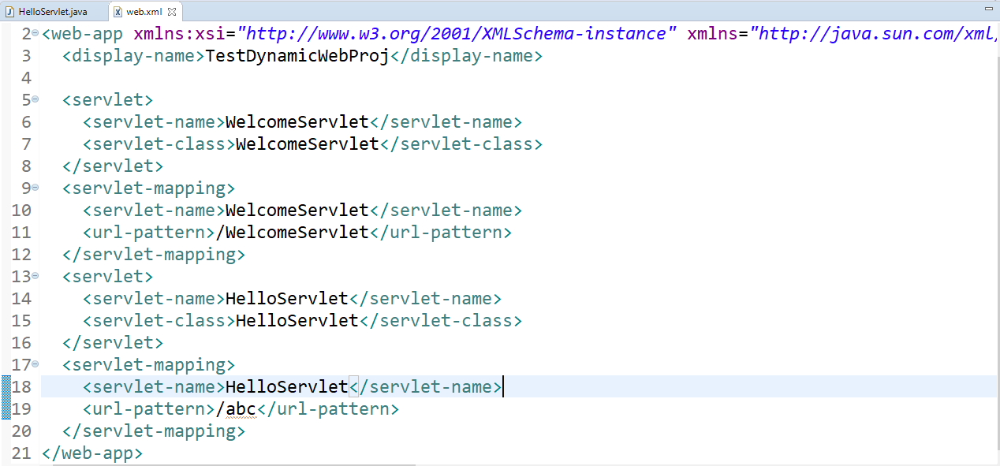 HelloServlet.java web.xml
2 <web-app xmlns:xsi="http://www.w3.org/2001/XMLSchema-instance" xmlns="http://java.sun.com/xml/
3 <display-name>TestDynamicWebProj</display-name>
4
5 <servlet>
6 <servlet-name>WelcomeServlet</servlet-name>
7 <servlet-class>WelcomeServlet</servlet-class>
8 </servlet>
9 <servlet-mapping>
10 <servlet-name>WelcomeServlet</servlet-name>
11 <url-pattern>/WelcomeServlet</url-pattern>
12 </servlet-mapping>
13 <servlet>
14 <servlet-name>HelloServlet</servlet-name>
15 <servlet-class>HelloServlet</servlet-class>
16 </servlet>
17 <servlet-mapping>
18 <servlet-name>HelloServlet</servlet-name>
19 <url-pattern>/abc</url-pattern>
20 </servlet-mapping>
21 </web-app>